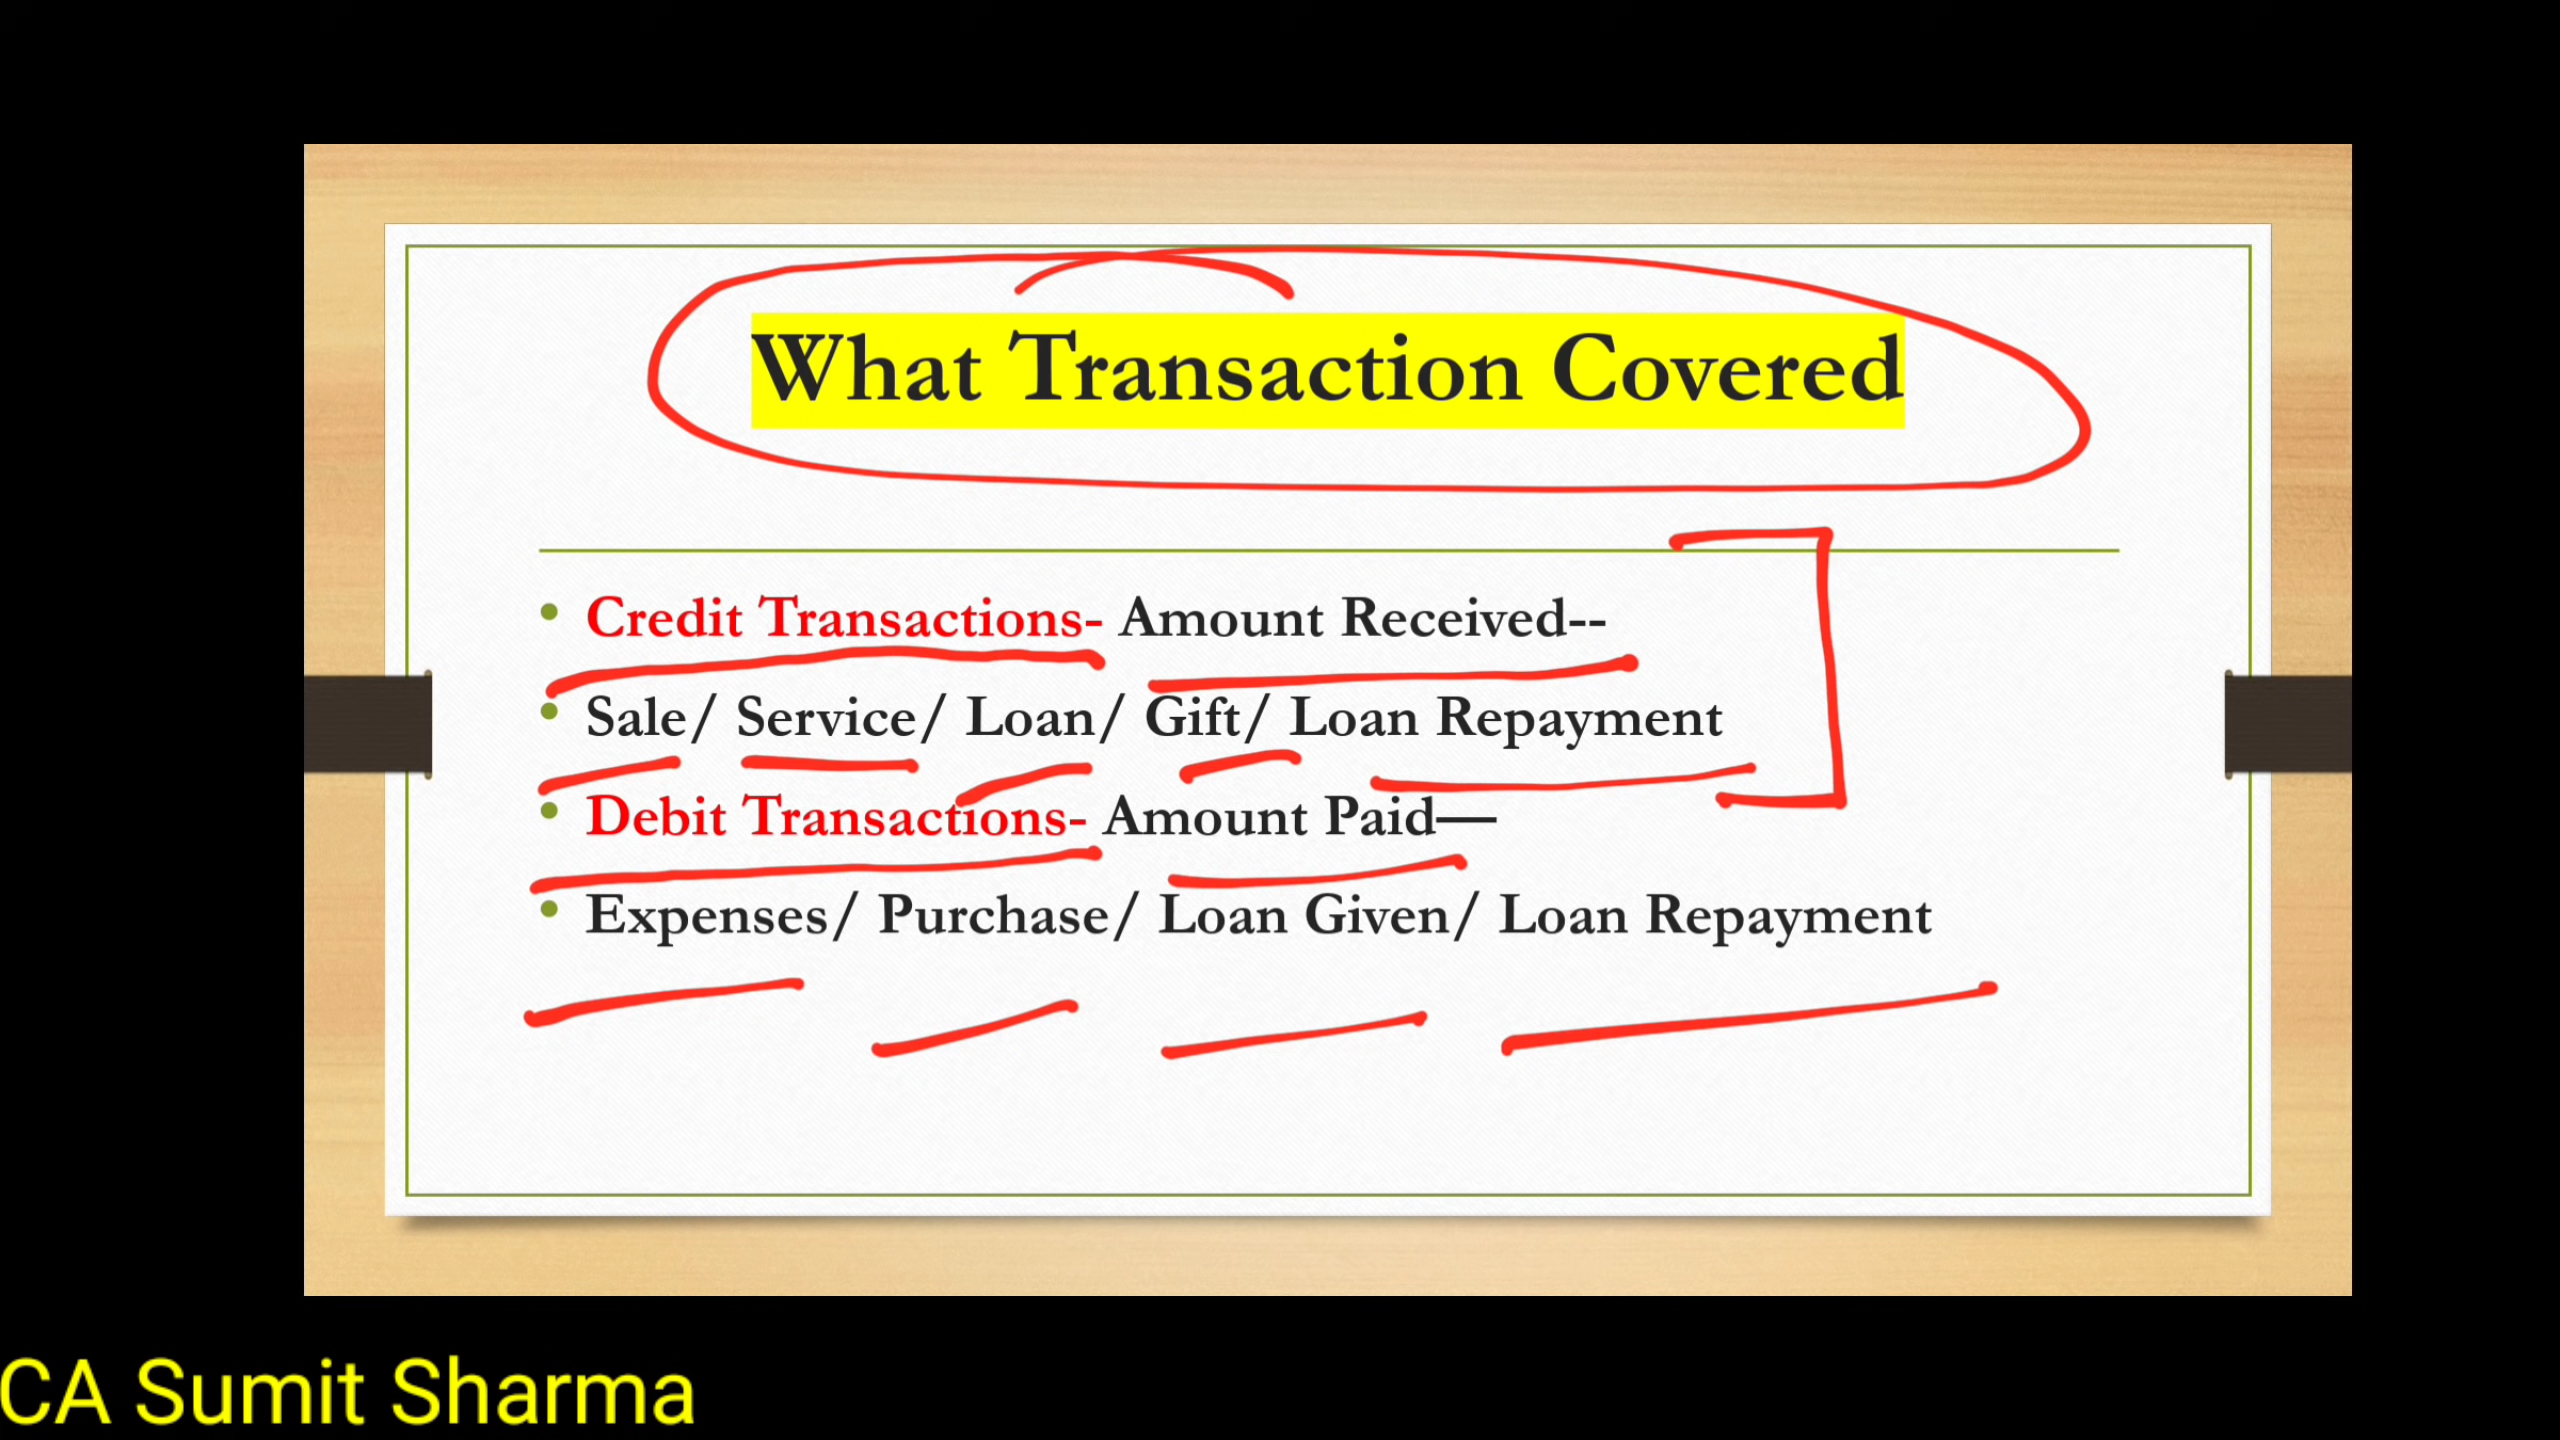 What Transaction Covered
• Credit Transactions- Amount Received--
• Sale/ Service/ Loan/ Gift/ Loan Repayment
• Debit Transactions- Amount Paid—
• Expenses/ Purchase/ Loan Given/ Loan Repayment
CA Sumit Sharma